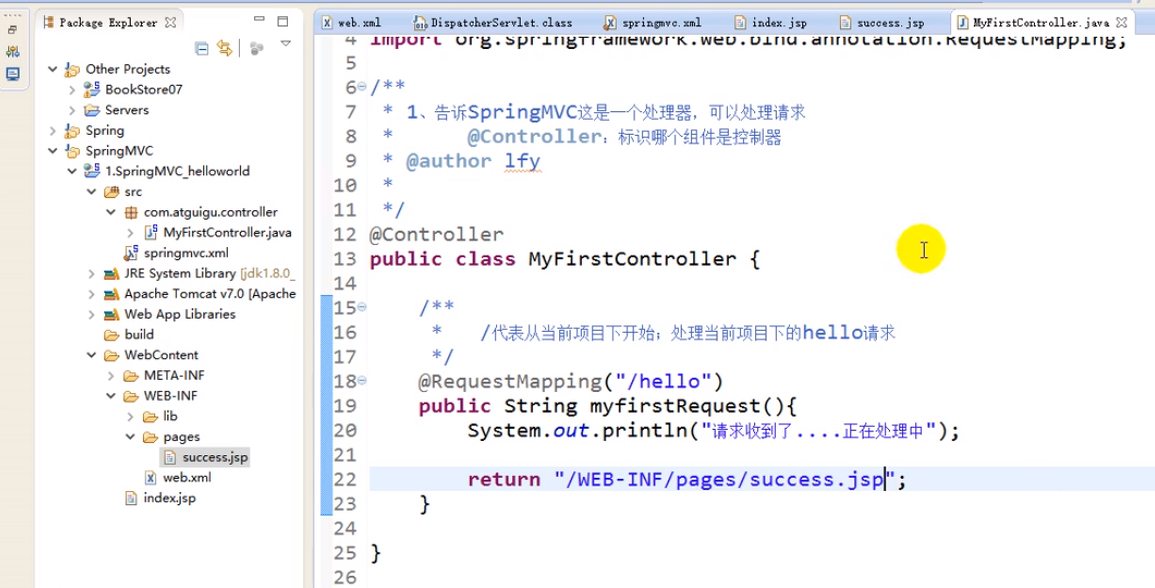 Package Explorer
Other Projects
BookStore07
Servers
Spring
SpringMVC
1.SpringMVC_helloworld
src
com.atguigu.controller
MyFirstController.java
springmvc.xml
JRE System Library [jdk1.8.0_
Apache Tomcat v7.0 [Apache
Web App Libraries
build
WebContent
META-INF
WEB-INF
lib
pages
success.jsp
web.xml
index.jsp
web.xml DispatcherServlet.class springmvc.xml index.jsp success.jsp MyFirstController.java
4 import org.springframework.web.bind.annotation.RequestMapping;
5
6 /**
7 * 1、告诉SpringMVC这是一个处理器，可以处理请求
8 * @Controller：标识哪个组件是控制器
9 * @author lfy
10 *
11 */
12 @Controller
13 public class MyFirstController {
14
15 /**
16 * /代表从当前项目下开始；处理当前项目下的hello请求
17 */
18 @RequestMapping("/hello")
19 public String myfirstRequest(){
20 System.out.println("请求收到了....正在处理中");
21
22 return "/WEB-INF/pages/success.jsp";
23 }
24
25 }
26